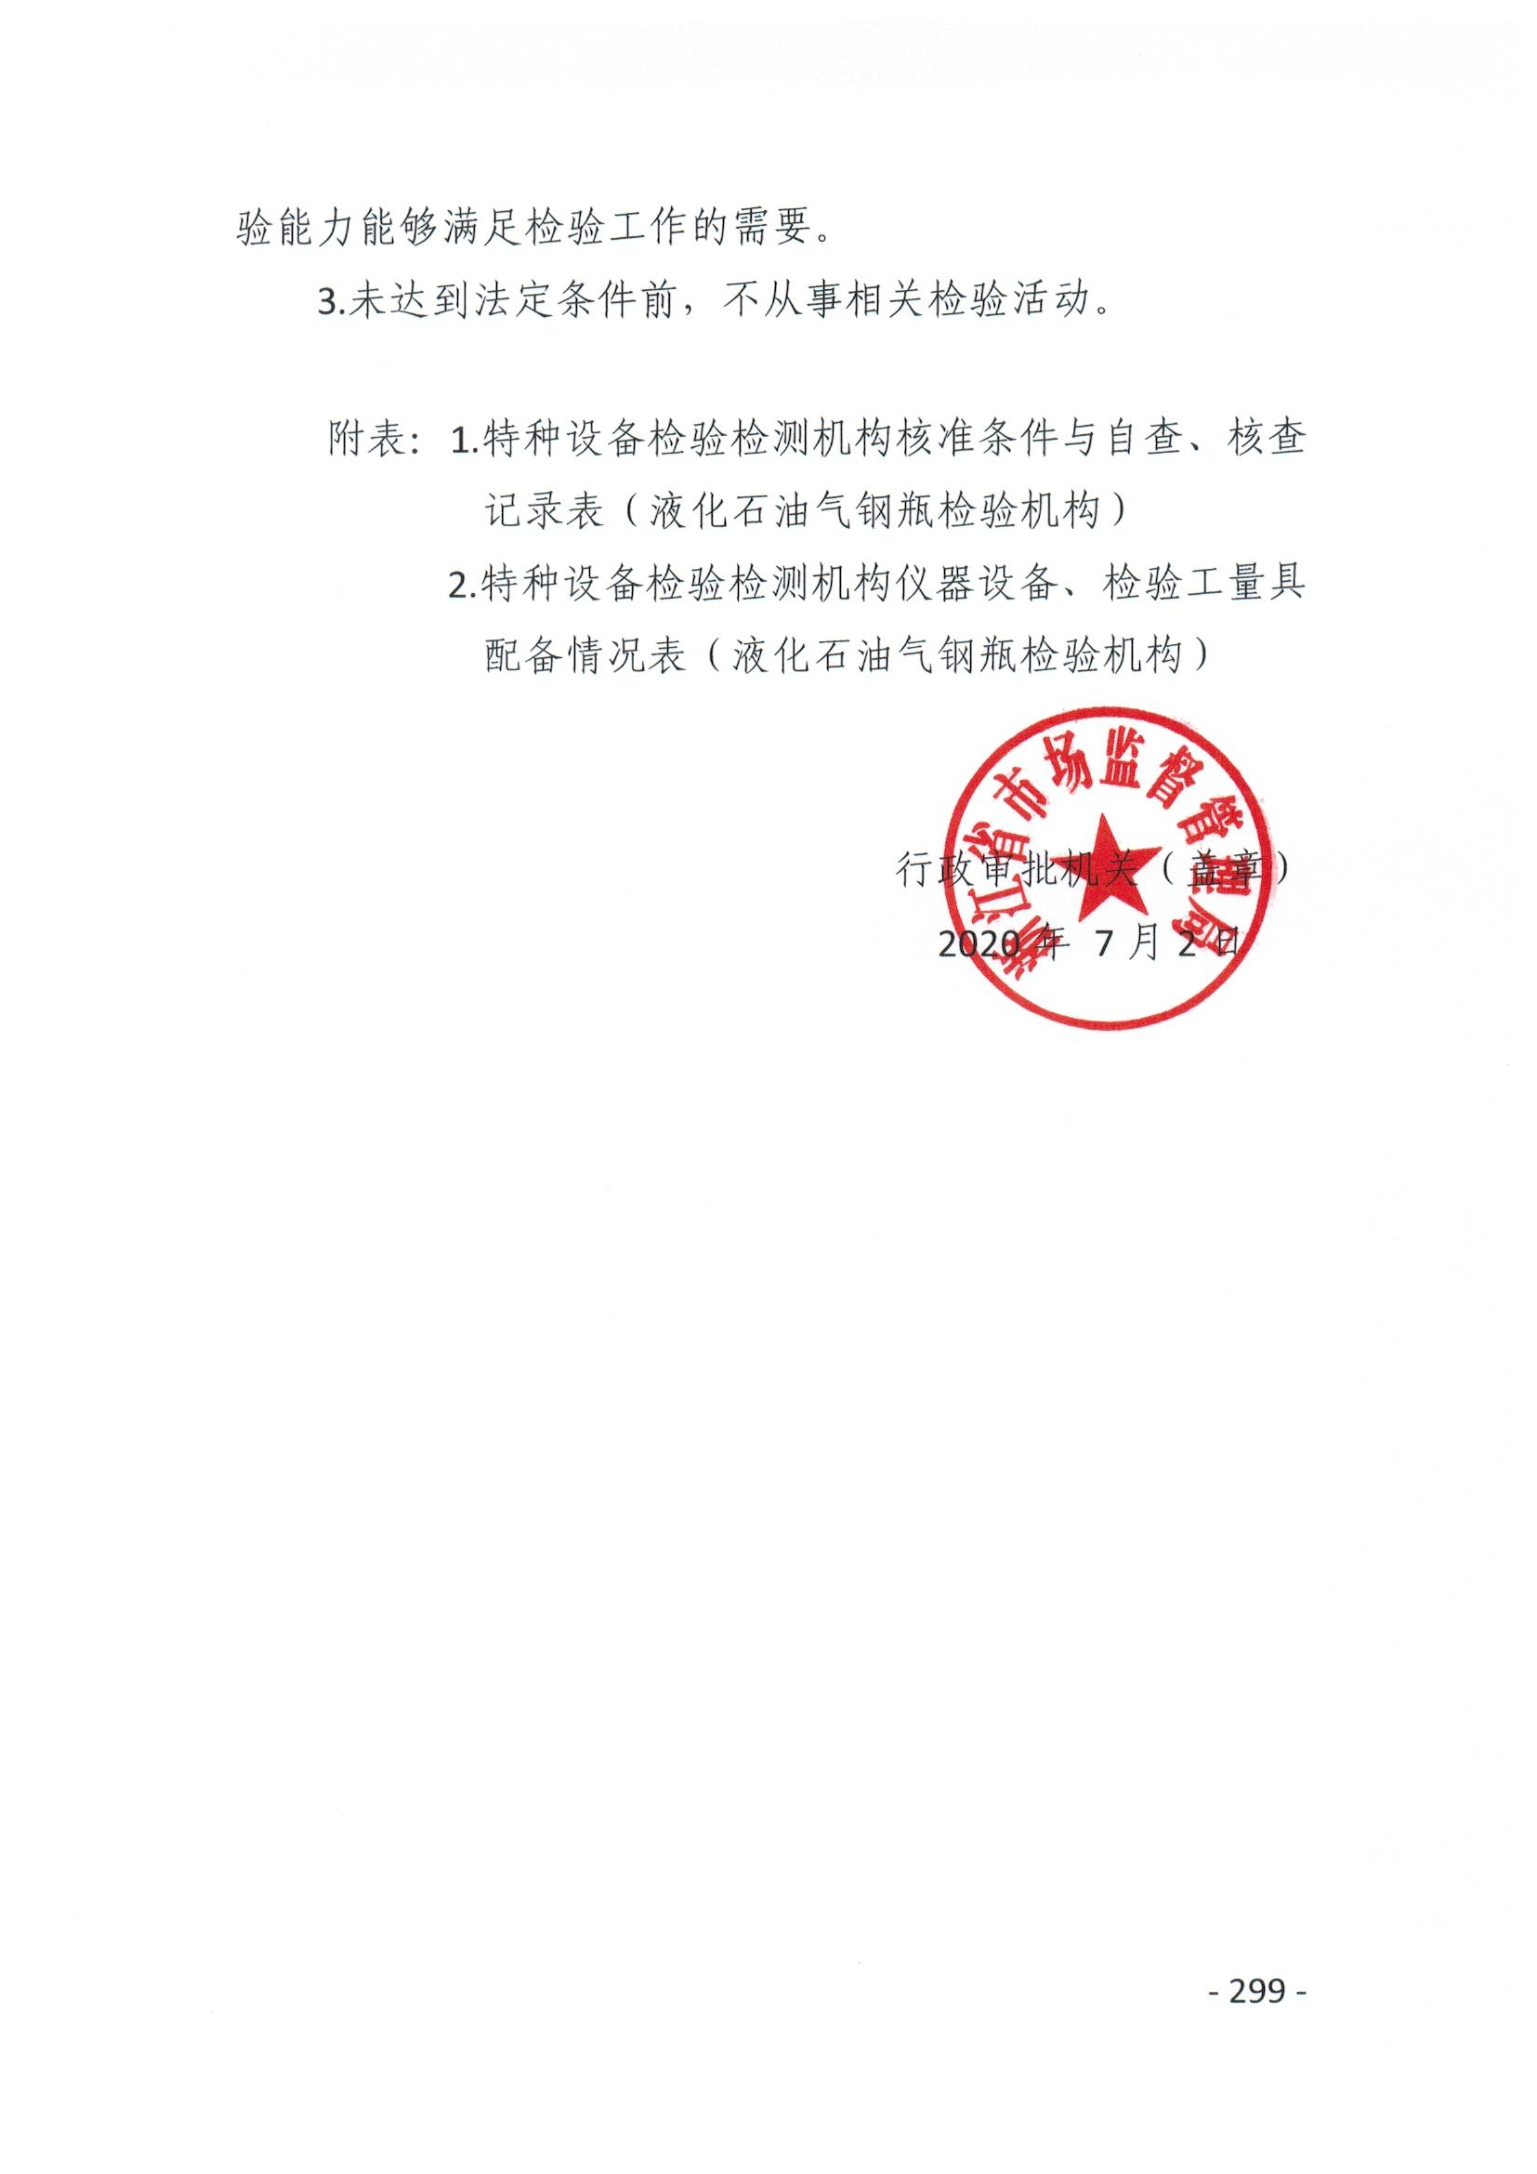 验能力能够满足检验工作的需要。
3.未达到法定条件前，不从事相关检验活动。
附表：1.特种设备检验检测机构核准条件与自查、核查
记录表（液化石油气钢瓶检验机构）
2.特种设备检验检测机构仪器设备、检验工量具
配备情况表（液化石油气钢瓶检验机构）
浙江省市场监督管理局
行政审批机关（盖章）
2020 年 7 月 2 日
- 299 -